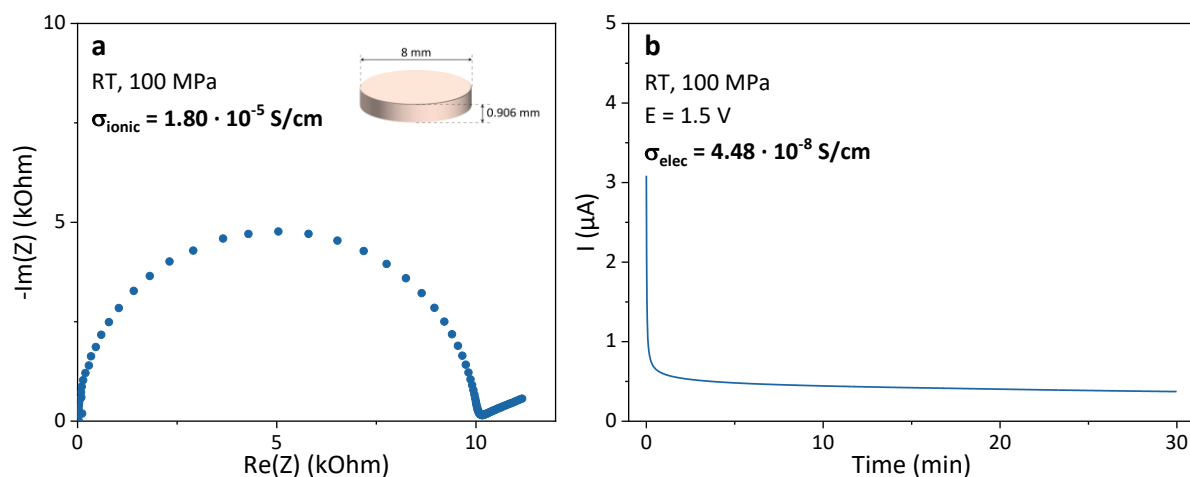 a
RT, 100 MPa
σionic = 1.80 · 10-5 S/cm
8 mm
0.906 mm
10
5
0
-Im(Z) (kOhm)
0
5
10
Re(Z) (kOhm)
b
RT, 100 MPa
E = 1.5 V
σelec = 4.48 · 10-8 S/cm
5
4
3
2
1
0
I (µA)
0
10
20
30
Time (min)